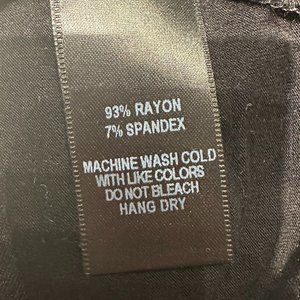 93% RAYON
7% SPANDEX
MACHINE WASH COLD
WITH LIKE COLORS
DO NOT BLEACH
HANG DRY